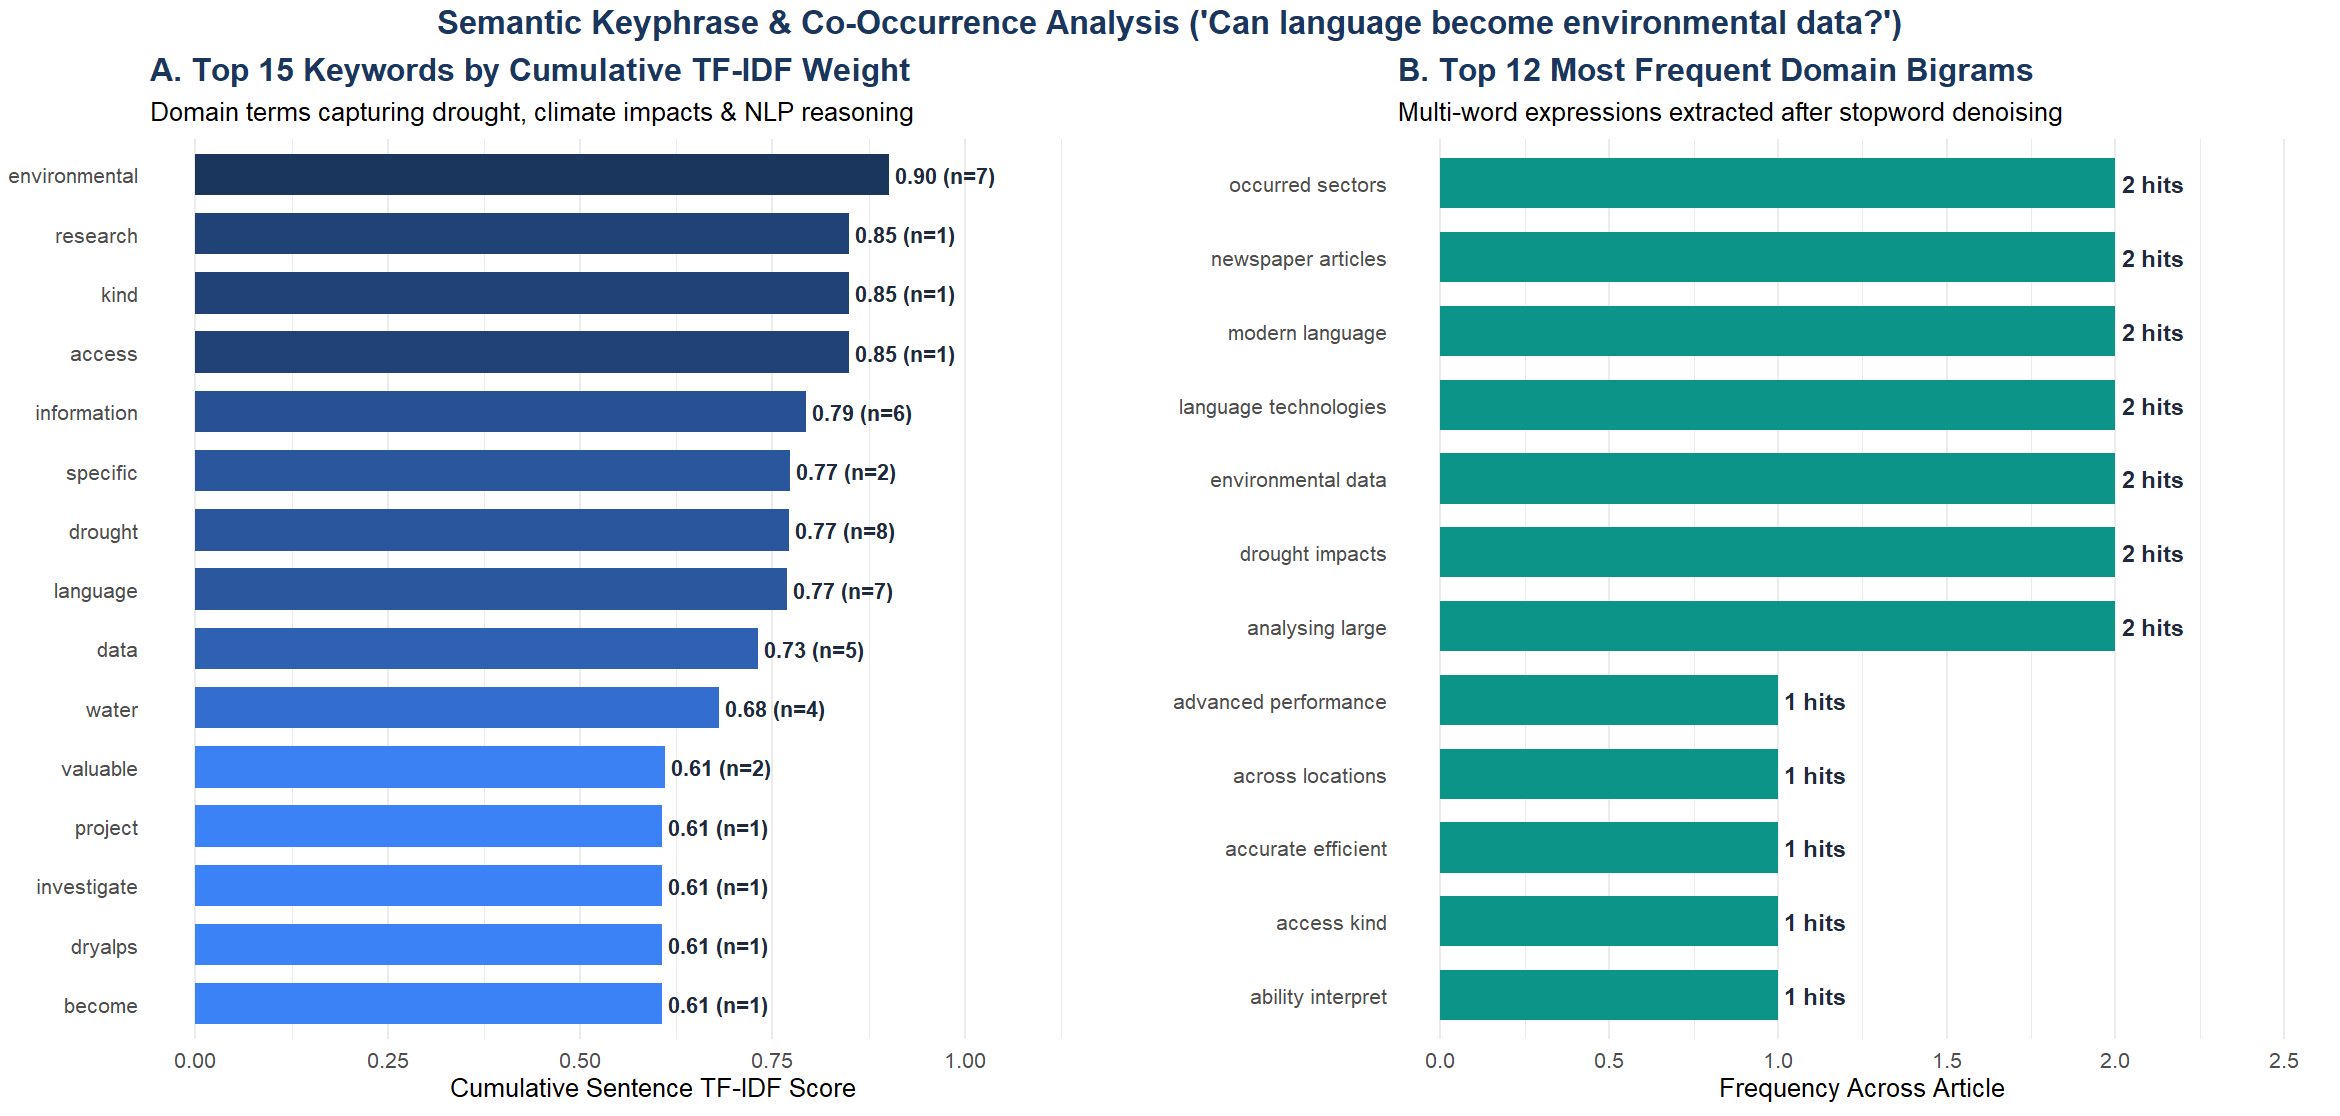 Semantic Keyphrase & Co-Occurrence Analysis ('Can language become environmental data?')
A. Top 15 Keywords by Cumulative TF-IDF Weight
Domain terms capturing drought, climate impacts & NLP reasoning
environmental 0.90 (n=7)
research 0.85 (n=1)
kind 0.85 (n=1)
access 0.85 (n=1)
information 0.79 (n=6)
specific 0.77 (n=2)
drought 0.77 (n=8)
language 0.77 (n=7)
data 0.73 (n=5)
water 0.68 (n=4)
valuable 0.61 (n=2)
project 0.61 (n=1)
investigate 0.61 (n=1)
dryalps 0.61 (n=1)
become 0.61 (n=1)
0.00 0.25 0.50 0.75 1.00
Cumulative Sentence TF-IDF Score
B. Top 12 Most Frequent Domain Bigrams
Multi-word expressions extracted after stopword denoising
occurred sectors 2 hits
newspaper articles 2 hits
modern language 2 hits
language technologies 2 hits
environmental data 2 hits
drought impacts 2 hits
analysing large 2 hits
advanced performance 1 hits
across locations 1 hits
accurate efficient 1 hits
access kind 1 hits
ability interpret 1 hits
0.0 0.5 1.0 1.5 2.0 2.5
Frequency Across Article